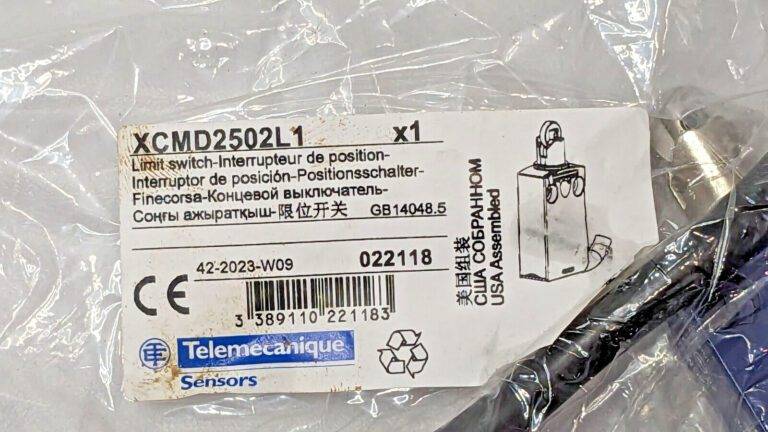 XCMD2502L1 x1
Limit switch-Interrupteur de position-
Interruptor de posición-Positionsschalter-
Finecorsa-Концевой выключатель-
Соңғы ажыратқыш-限位开关 GB14048.5
42-2023-W09 022118
CE
3 389110 221183
Telemecanique
Sensors
美国组装
США СОБРАННОМ
USA Assembled